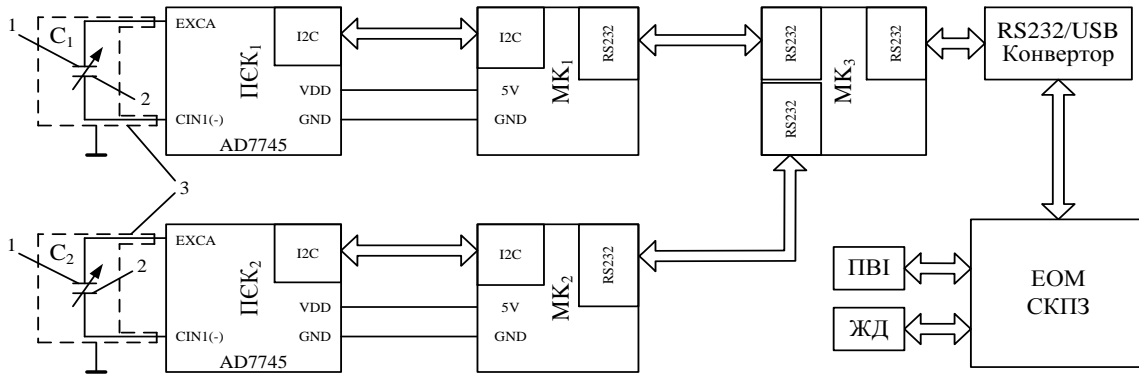 1
C1
2
EXCA
CIN1(-)
I2C
ПЄК1
VDD
GND
AD7745
I2C
5V
GND
МК1
RS232
RS232
RS232
МК3
RS232
RS232/USB
Конвертор
3
1
C2
2
EXCA
CIN1(-)
I2C
ПЄК2
VDD
GND
AD7745
I2C
5V
GND
МК2
RS232
ПВІ
ЖД
ЕОМ
СКПЗ